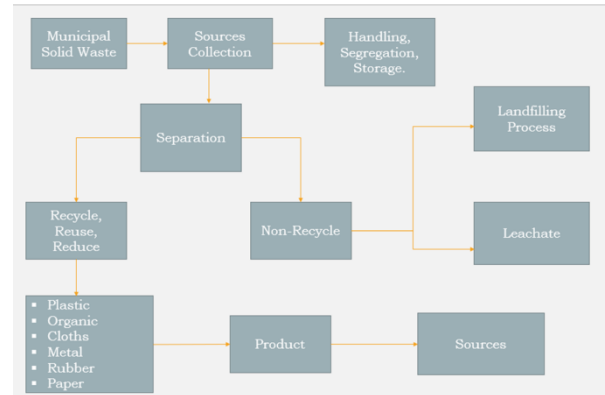 Municipal
Solid Waste
Sources
Collection
Handling,
Segregation,
Storage.
Landfilling
Process
Separation
Recycle,
Reuse,
Reduce
Non-Recycle
Leachate
▪ Plastic
▪ Organic
▪ Cloths
▪ Metal
▪ Rubber
▪ Paper
Product
Sources